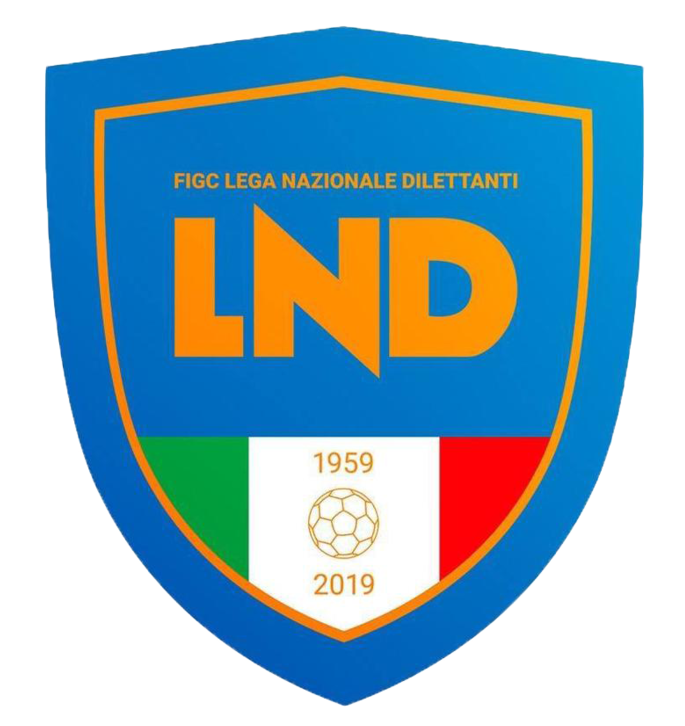 FIGC LEGA NAZIONALE DILETTANTI
LND
1959
2019